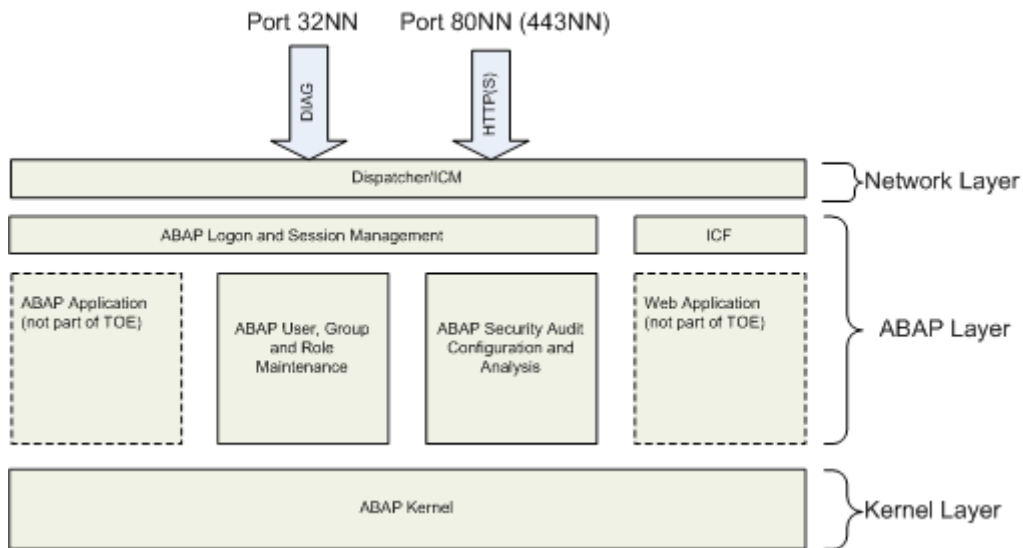 Port 32NN
Port 80NN (443NN)
DIAG
HTTP(S)
Dispatcher/ICM
Network Layer
ABAP Logon and Session Management
ICF
ABAP Application
(not part of TOE)
ABAP User, Group
and Role
Maintenance
ABAP Security Audit
Configuration and
Analysis
Web Application
(not part of TOE)
ABAP Layer
ABAP Kernel
Kernel Layer